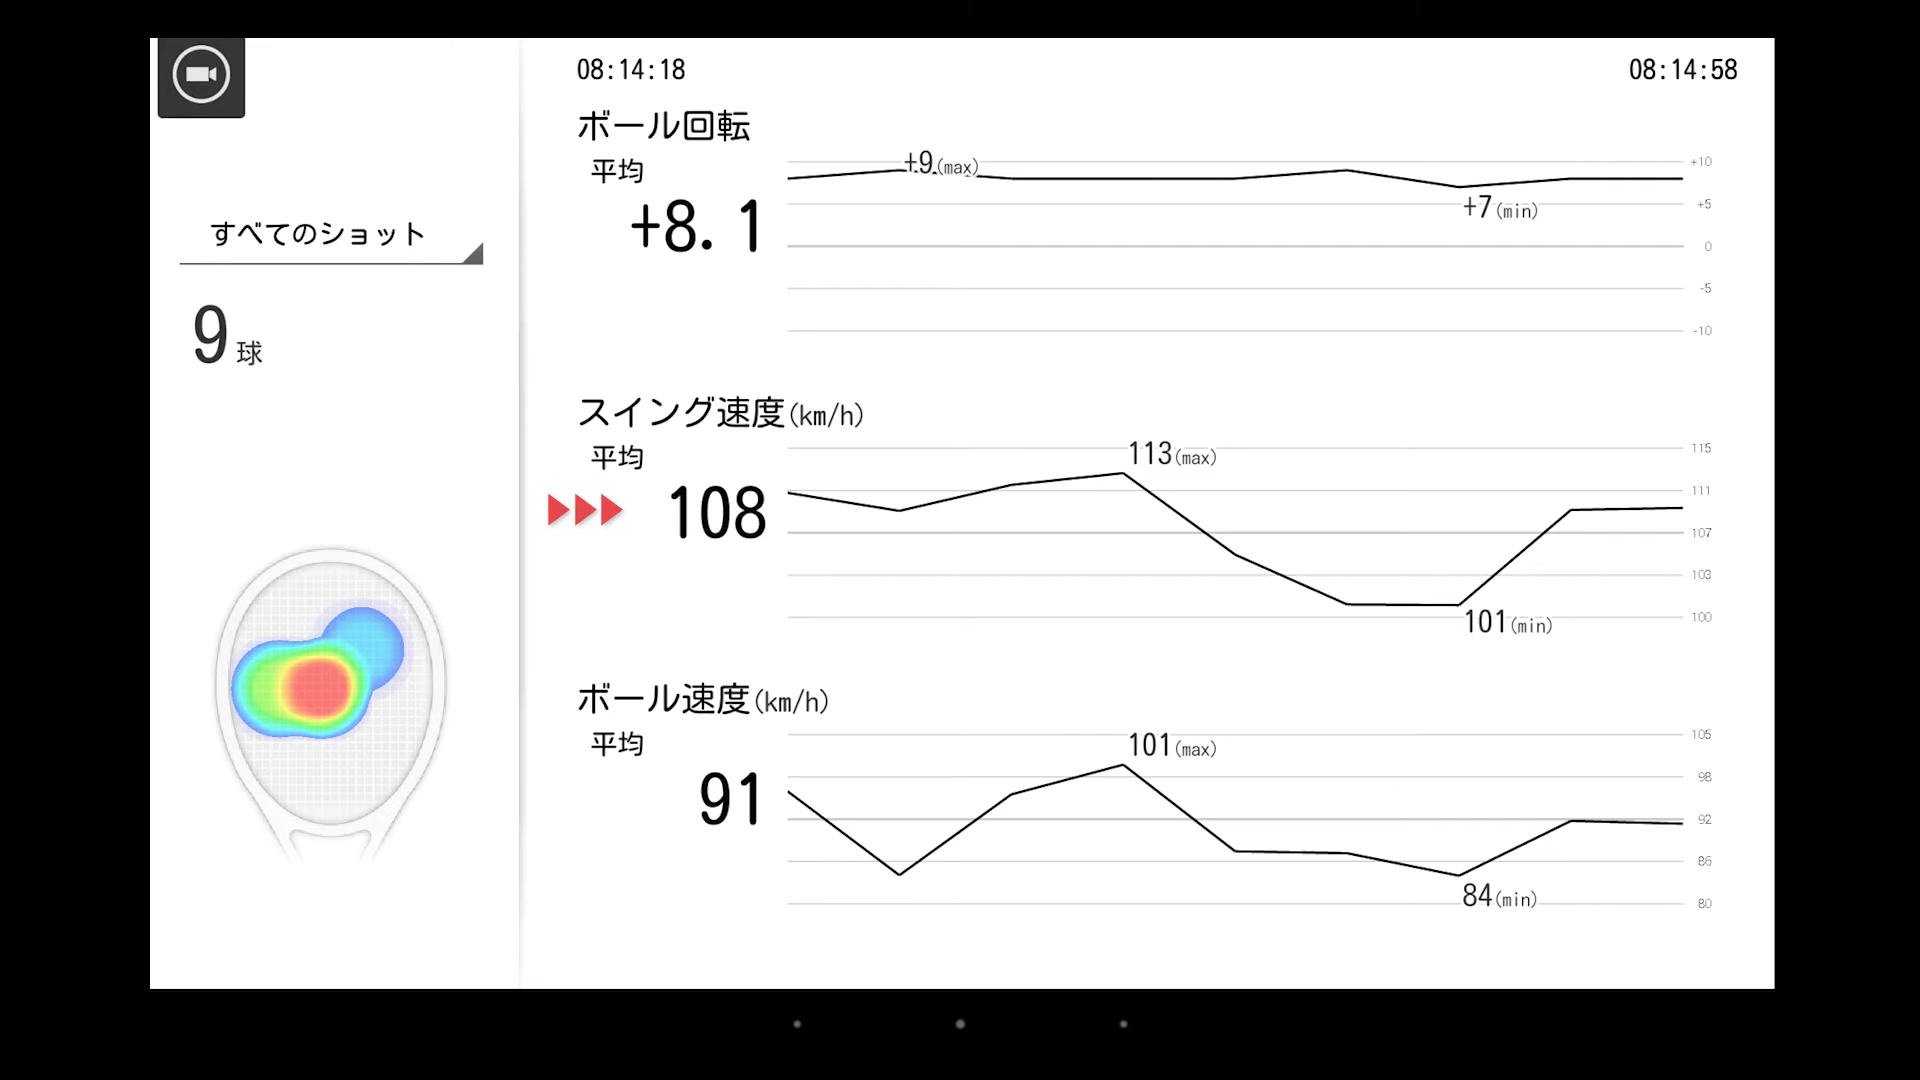 08:14:18
08:14:58
すべてのショット
9球
ボール回転
平均
+8.1
+9(max)
+7(min)
+10
+5
0
-5
-10
スイング速度(km/h)
平均
108
113(max)
101(min)
115
111
107
103
100
ボール速度(km/h)
平均
91
101(max)
84(min)
105
98
92
86
80